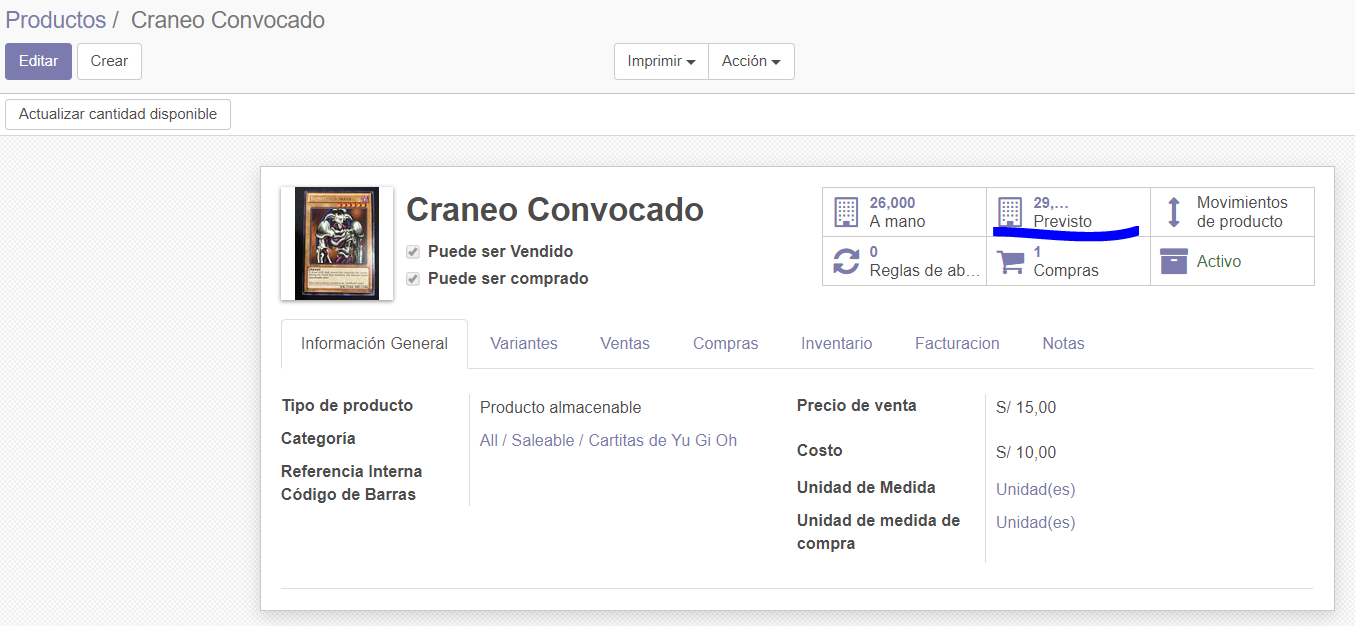 Productos / Craneo Convocado
Editar Crear Imprimir Acción
Actualizar cantidad disponible
Craneo Convocado
Puede ser Vendido
Puede ser comprado
26,000
A mano
29,...
Previsto
Movimientos
de producto
0
Reglas de ab...
1
Compras
Activo
Información General Variantes Ventas Compras Inventario Facturacion Notas
Tipo de producto Producto almacenable
Categoría All / Saleable / Cartitas de Yu Gi Oh
Referencia Interna
Código de Barras
Precio de venta S/ 15,00
Costo S/ 10,00
Unidad de Medida Unidad(es)
Unidad de medida de Unidad(es)
compra